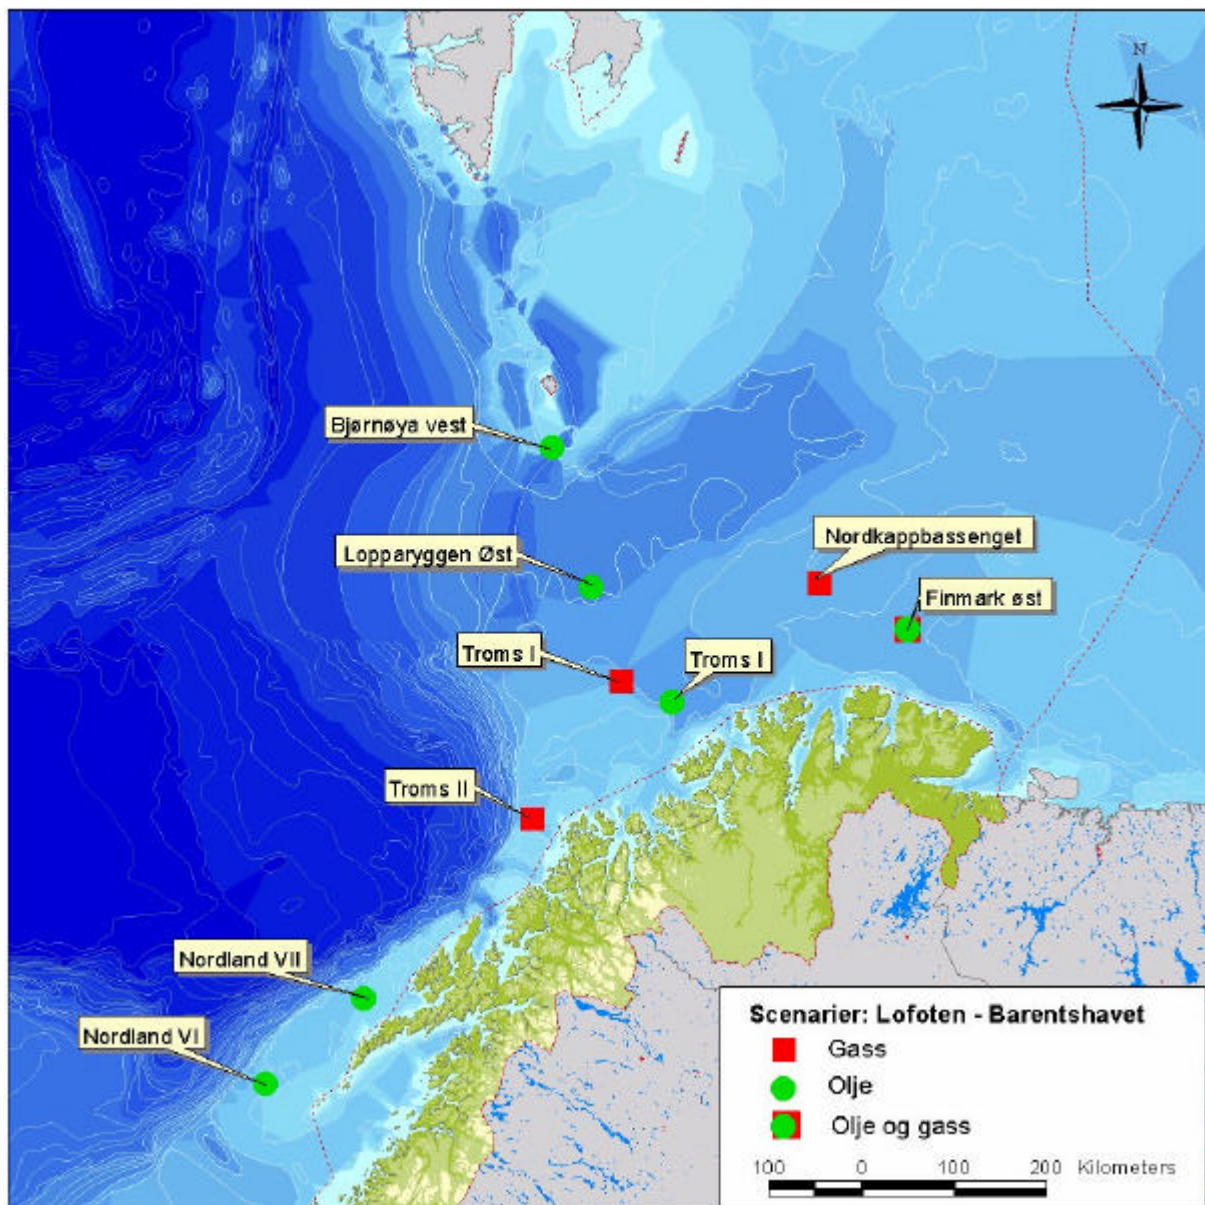 N
Bjørnøya vest
Nordkappbassenget
Lopparyggen Øst
Finmark øst
Troms I
Troms I
Troms II
Nordland VII
Nordland VI
Scenarier: Lofoten - Barentshavet
Gass
Olje
Olje og gass
100 0 100 200 Kilometers